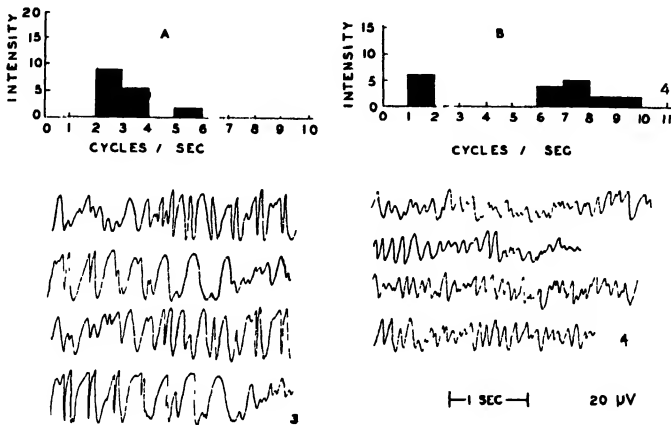 A
INTENSITY
20
15
10
5
0
0 1 2 3 4 5 6 7 8 9 10
CYCLES / SEC
B
INTENSITY
15
10
5
0
4
0 1 2 3 4 5 6 7 8 9 10 11
CYCLES / SEC
3
4
1 SEC
20 µV